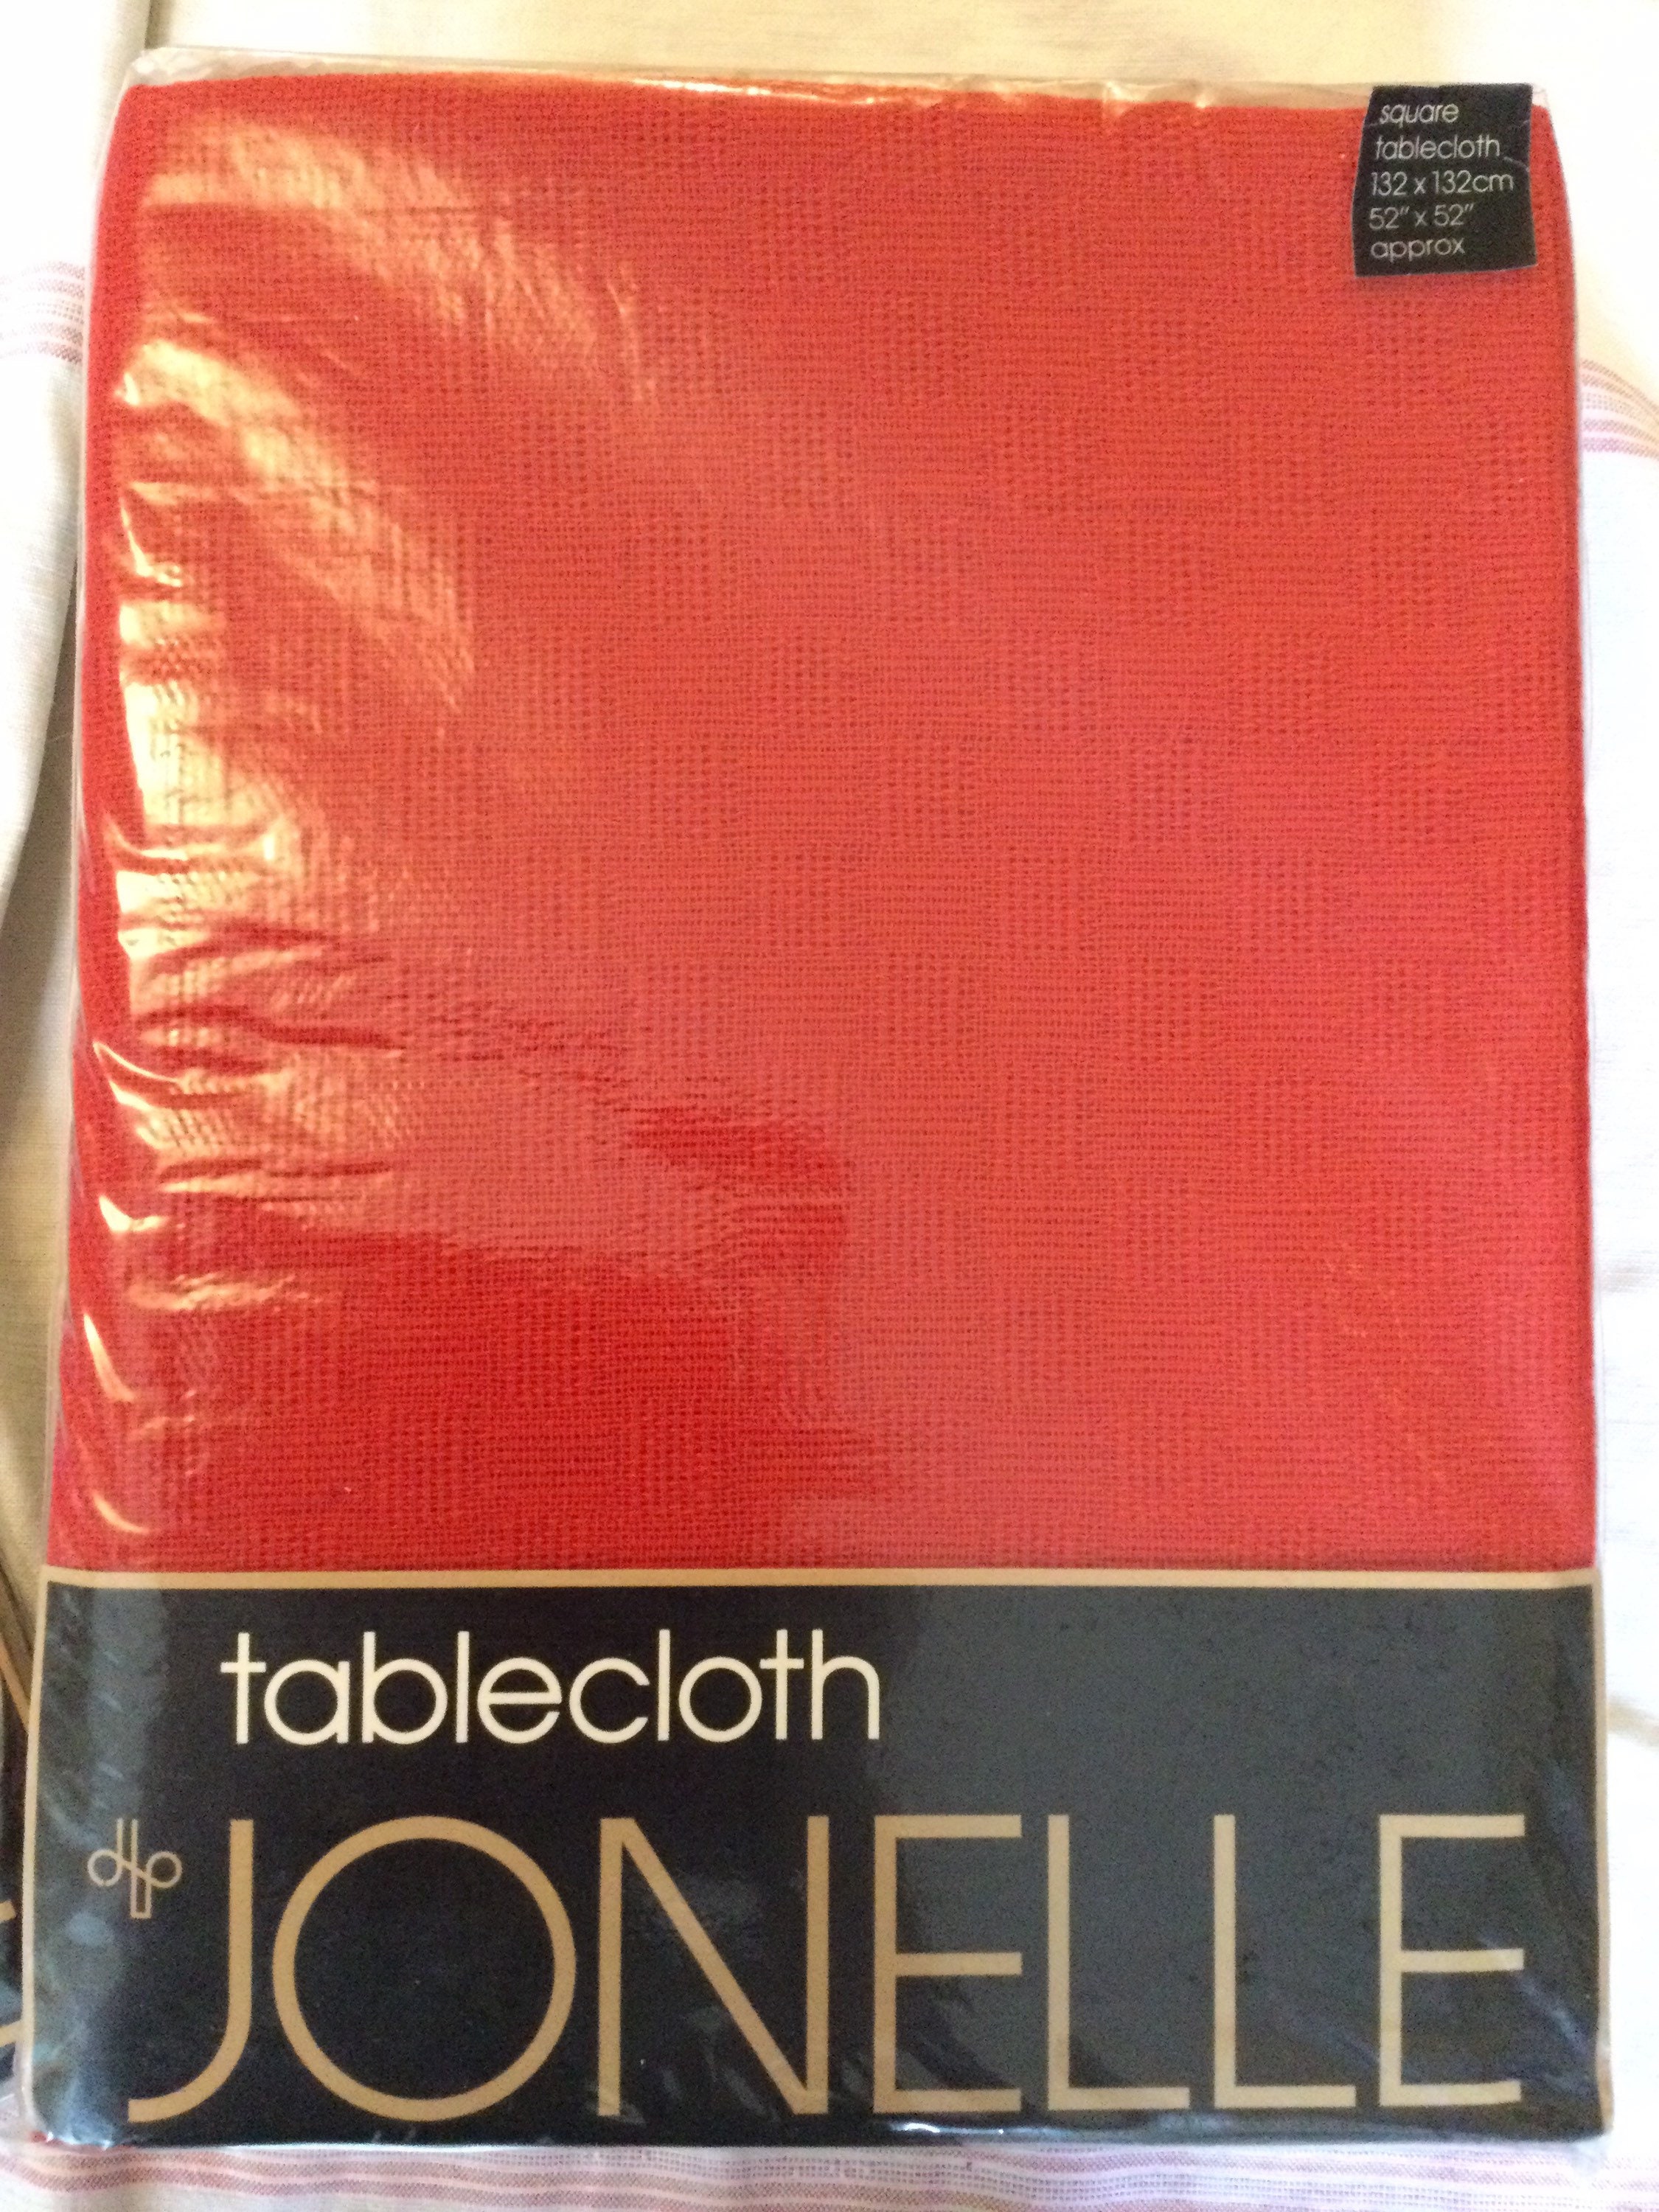 square
tablecloth
132 x 132cm
52" x 52"
approx
tablecloth
JONELLE